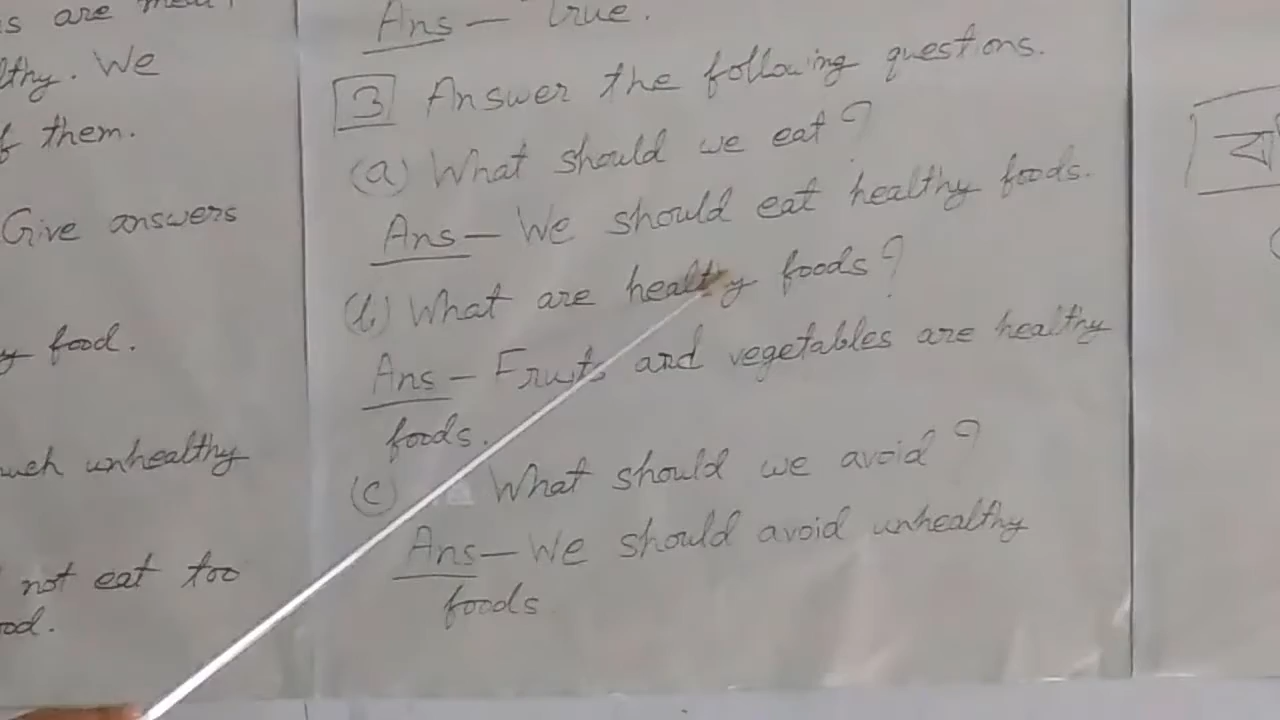 are
lthy. We
them.
Give answers
food.
unhealthy
not eat too
Ans — True.
3 Answer the following questions.
(a) What should we eat?
Ans — We should eat healthy foods.
(b) What are healthy foods?
Ans — Fruits and vegetables are healthy
foods.
(c) What should we avoid?
Ans — We should avoid unhealthy
foods